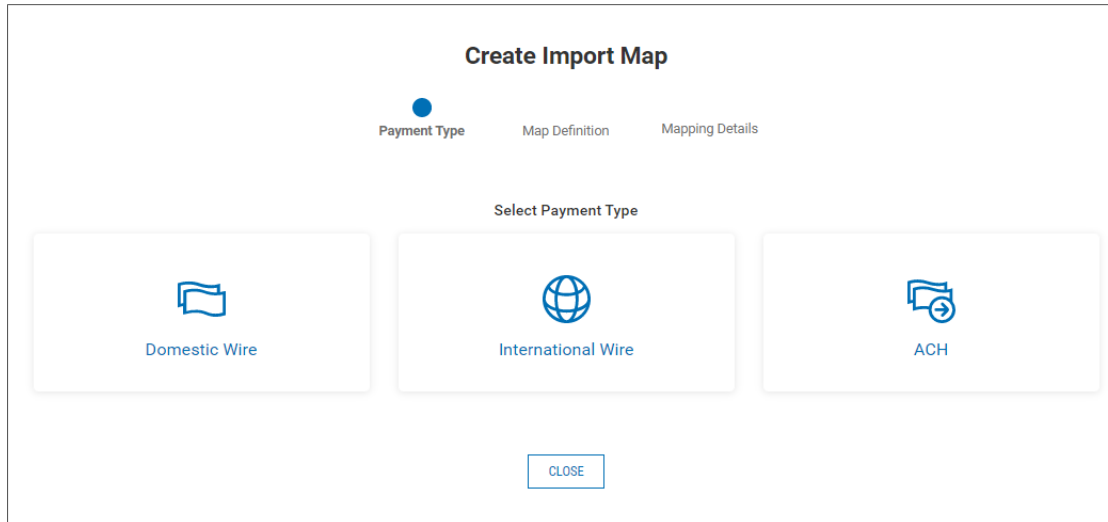 Create Import Map
Payment Type Map Definition Mapping Details
Select Payment Type
Domestic Wire International Wire ACH
CLOSE